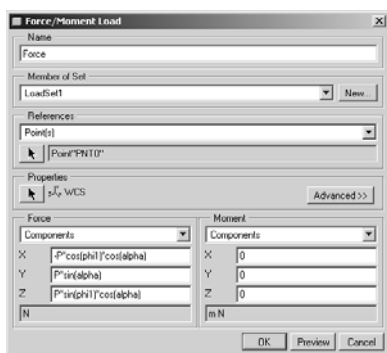 Force/Moment Load
Name
Force
Member of Set
LoadSet1
New...
References
Point(s)
Point"PNT0"
Properties
WCS
Advanced >>
Force
Components
X -P*cos(phi1)*cos(alpha)
Y P*sin(alpha)
Z P*sin(phi1)*cos(alpha)
N
Moment
Components
X 0
Y 0
Z 0
m N
OK Preview Cancel